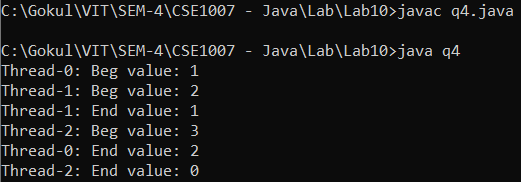 C:\Gokul\VIT\SEM-4\CSE1007 - Java\Lab\Lab10>javac q4.java
C:\Gokul\VIT\SEM-4\CSE1007 - Java\Lab\Lab10>java q4
Thread-0: Beg value: 1
Thread-1: Beg value: 2
Thread-1: End value: 1
Thread-2: Beg value: 3
Thread-0: End value: 2
Thread-2: End value: 0